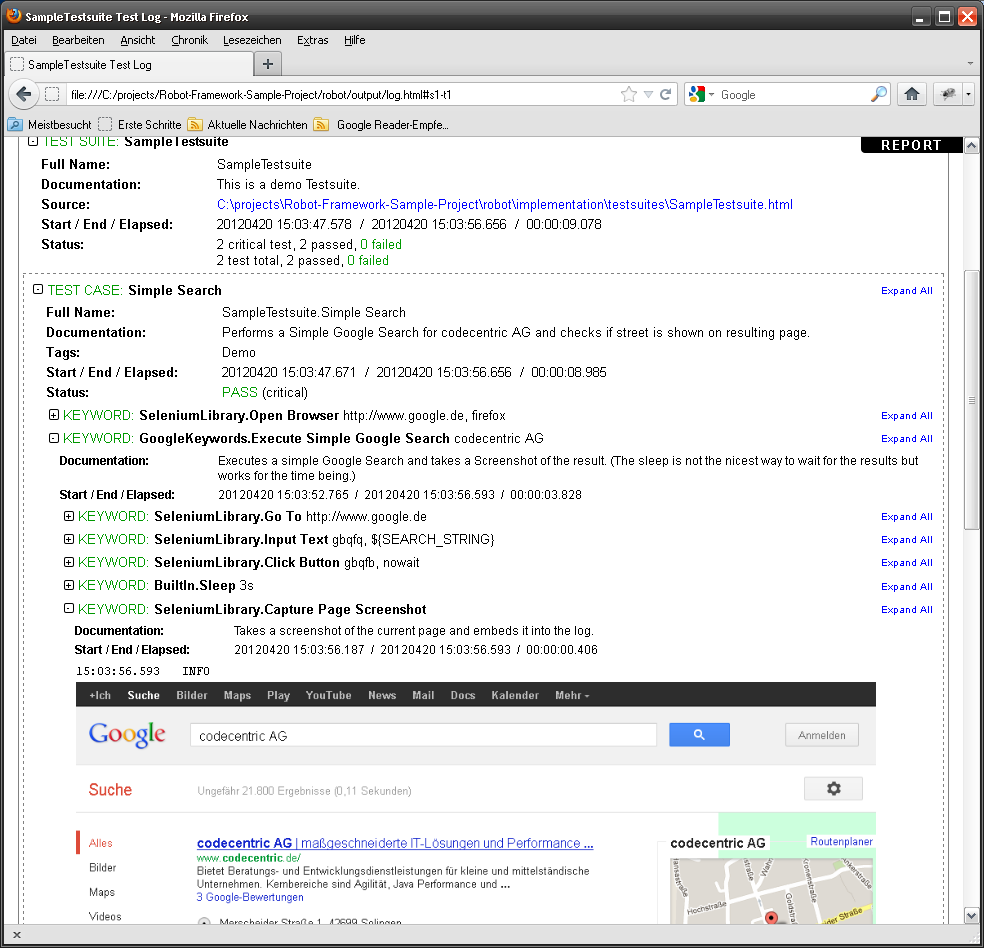 SampleTestsuite Test Log - Mozilla Firefox
Datei Bearbeiten Ansicht Chronik Lesezeichen Extras Hilfe
SampleTestsuite Test Log
file:///C:/projects/Robot-Framework-Sample-Project/robot/output/log.html#s1-t1 Google
Meistbesucht Erste Schritte Aktuelle Nachrichten Google Reader-Empfe...
TEST SUITE: SampleTestsuite REPORT
Full Name: SampleTestsuite
Documentation: This is a demo Testsuite.
Source: C:\projects\Robot-Framework-Sample-Project\robot\implementation\testsuites\SampleTestsuite.html
Start / End / Elapsed: 20120420 15:03:47.578 / 20120420 15:03:56.656 / 00:00:09.078
Status: 2 critical test, 2 passed, 0 failed
2 test total, 2 passed, 0 failed
TEST CASE: Simple Search Expand All
Full Name: SampleTestsuite.Simple Search
Documentation: Performs a Simple Google Search for codecentric AG and checks if street is shown on resulting page.
Tags: Demo
Start / End / Elapsed: 20120420 15:03:47.671 / 20120420 15:03:56.656 / 00:00:08.985
Status: PASS (critical)
KEYWORD: SeleniumLibrary.Open Browser http://www.google.de, firefox Expand All
KEYWORD: GoogleKeywords.Execute Simple Google Search codecentric AG Expand All
Documentation: Executes a simple Google Search and takes a Screenshot of the result. (The sleep is not the nicest way to wait for the results but
works for the time being.)
Start / End / Elapsed: 20120420 15:03:52.765 / 20120420 15:03:56.593 / 00:00:03.828
KEYWORD: SeleniumLibrary.Go To http://www.google.de Expand All
KEYWORD: SeleniumLibrary.Input Text gbqfq, ${SEARCH_STRING} Expand All
KEYWORD: SeleniumLibrary.Click Button gbqfb, nowait Expand All
KEYWORD: BuiltIn.Sleep 3s Expand All
KEYWORD: SeleniumLibrary.Capture Page Screenshot Expand All
Documentation: Takes a screenshot of the current page and embeds it into the log.
Start / End / Elapsed: 20120420 15:03:56.187 / 20120420 15:03:56.593 / 00:00:00.406
15:03:56.593 INFO
+Ich Suche Bilder Maps Play YouTube News Mail Docs Kalender Mehr
Google codecentric AG Anmelden
Suche Ungefähr 21.800 Ergebnisse (0,11 Sekunden)
Alles codecentric AG | maßgeschneiderte IT-Lösungen und Performance ... codecentric AG Routenplaner
www.codecentric.de/
Bilder Bietet Beratungs- und Entwicklungsdienstleistungen für kleine und mittelständische
Unternehmen. Kernbereiche sind Agilität, Java Performance und ...
Maps 3 Google-Bewertungen
Hochstraße
Videos Merscheider Straße 1, 42699 Solingen